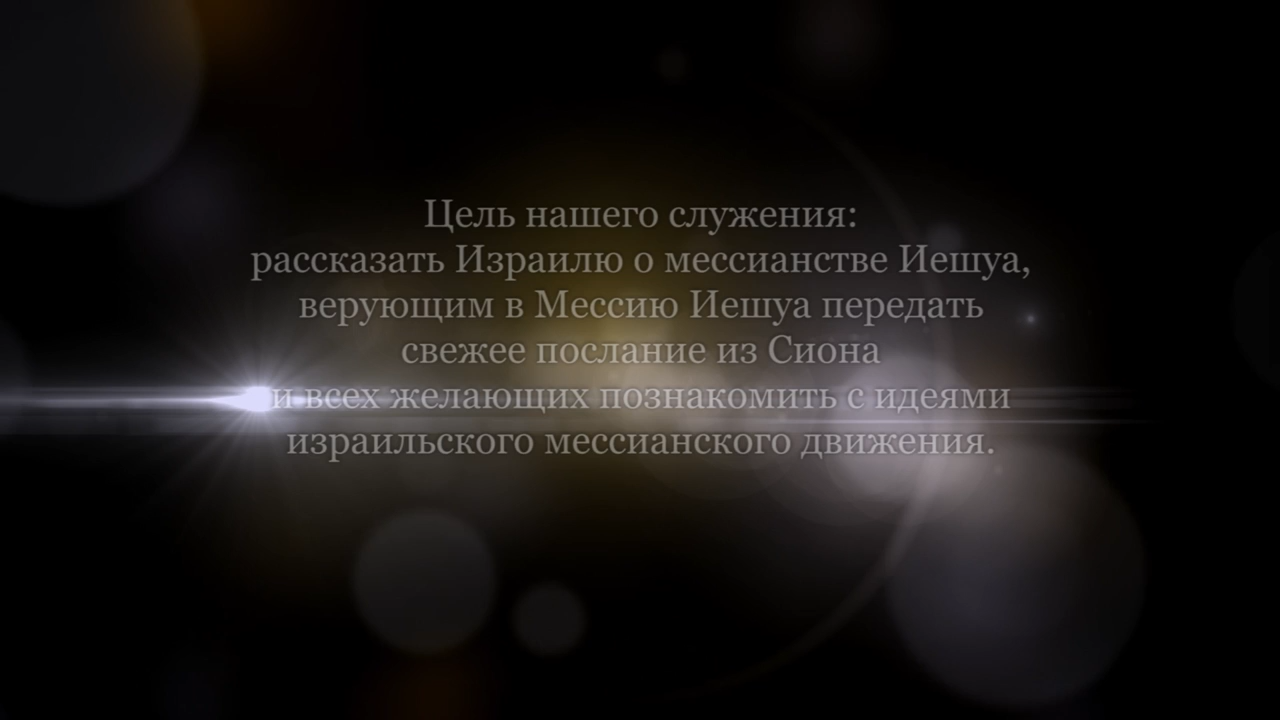 Цель нашего служения:
рассказать Израилю о мессианстве Иешуа,
верующим в Мессию Иешуа передать
свежее послание из Сиона
и всех желающих познакомить с идеями
израильского мессианского движения.